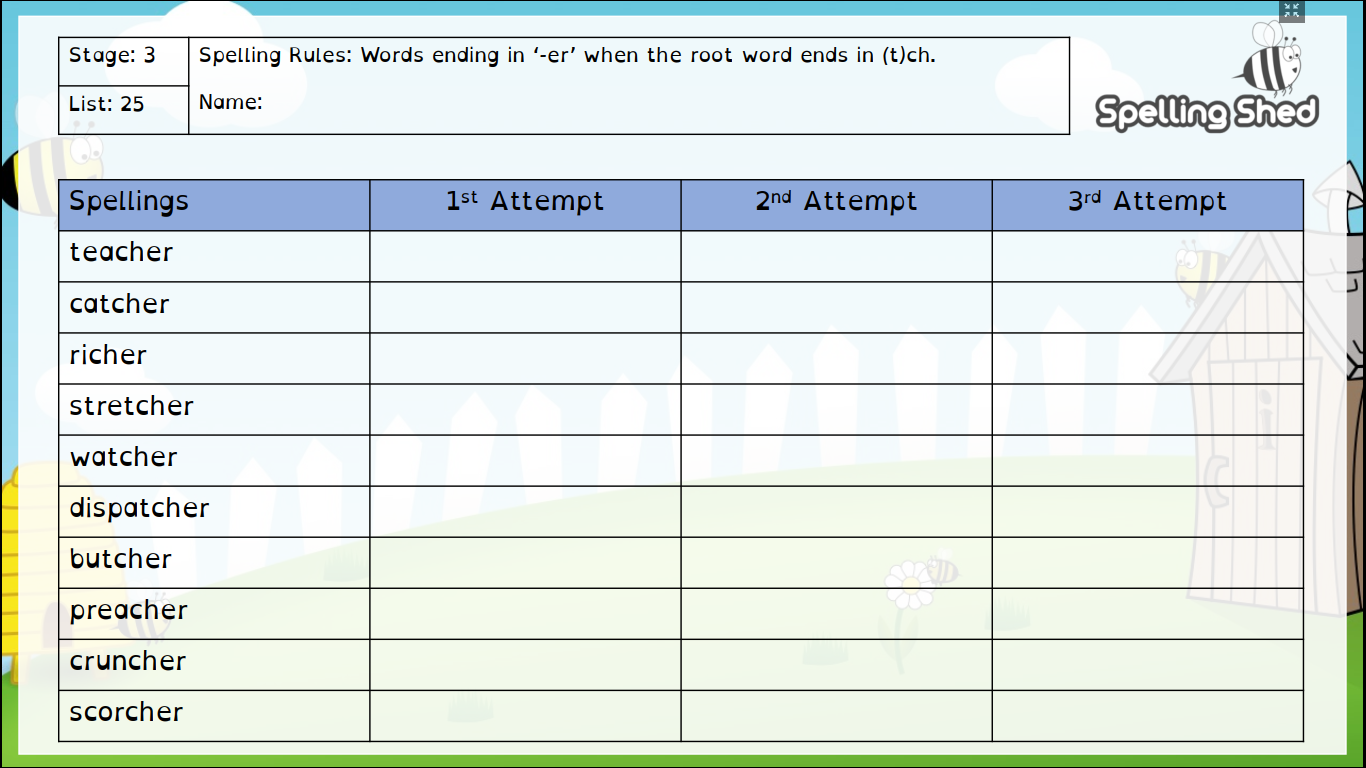 Stage: 3
Spelling Rules: Words ending in ‘-er’ when the root word ends in (t)ch.
List: 25
Name:
Spelling Shed
Spellings 1st Attempt 2nd Attempt 3rd Attempt
teacher
catcher
richer
stretcher
watcher
dispatcher
butcher
preacher
cruncher
scorcher